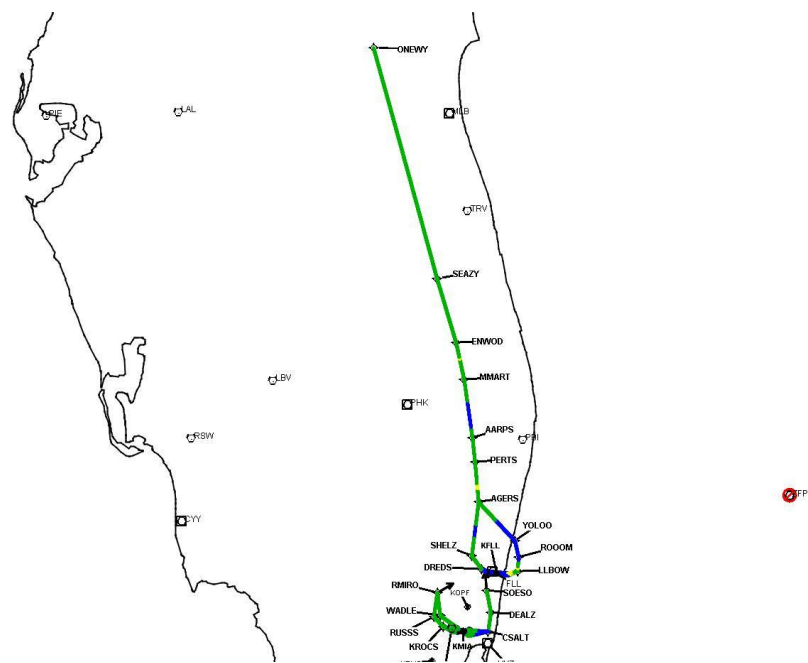 ONEWY
MLB
LAL
PIE
TRV
SEAZY
ENWOD
MMART
LBV
PHK
AARPS
RSW
PBI
PERTS
ZFP
AGERS
CYY
YOLOO
SHELZ
KFLL
ROOOM
DREDS
LLBOW
FLL
RMIRO
KOPF
SOESO
WADLE
DEALZ
RUSSS
CSALT
KROCS
KMIA